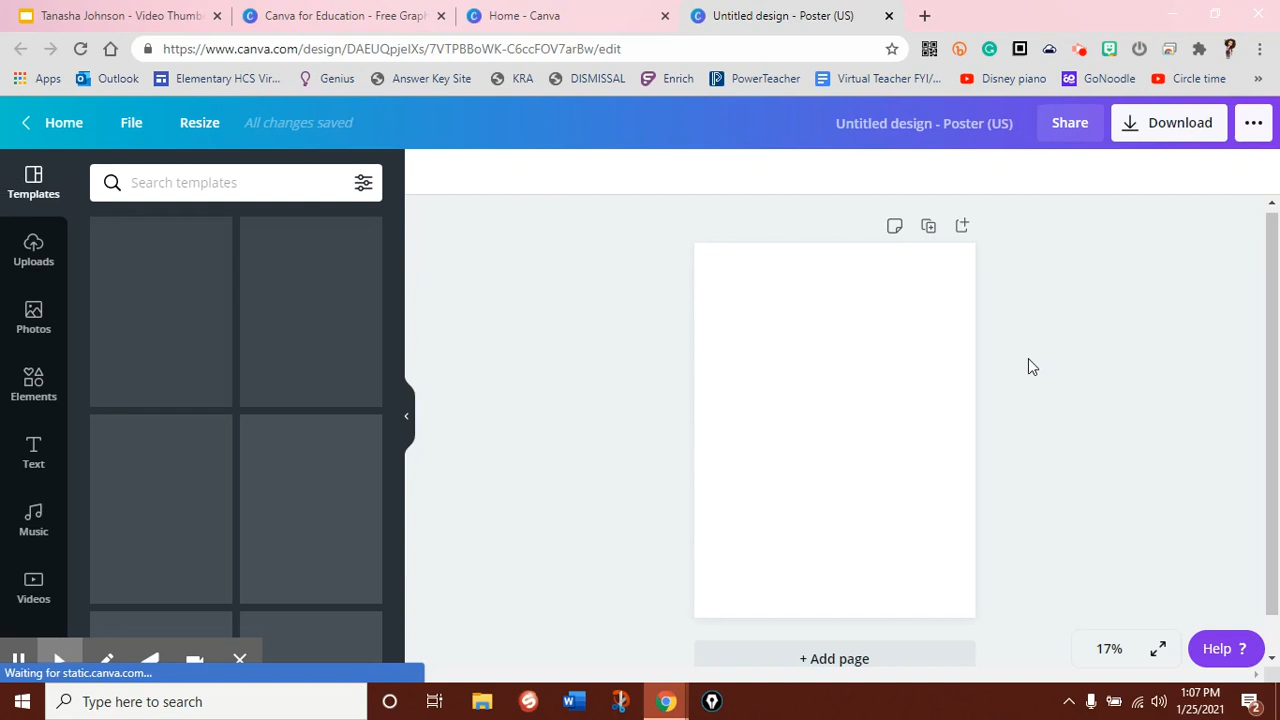 Tanasha Johnson - Video Thumb
Canva for Education - Free Grap
Home - Canva
Untitled design - Poster (US)
https://www.canva.com/design/DAEUQpjeIXs/7VTPBBoWK-C6ccFOV7arBw/edit
Apps
Outlook
Elementary HCS Vir...
Genius
Answer Key Site
KRA
DISMISSAL
Enrich
PowerTeacher
Virtual Teacher FYI/...
Disney piano
GoNoodle
Circle time
»
Home
File
Resize
All changes saved
Untitled design - Poster (US)
Share
Download
Templates
Search templates
Uploads
Photos
Elements
Text
Music
Videos
+ Add page
17%
Help ?
Waiting for static.canva.com...
Type here to search
1:07 PM
1/25/2021
2